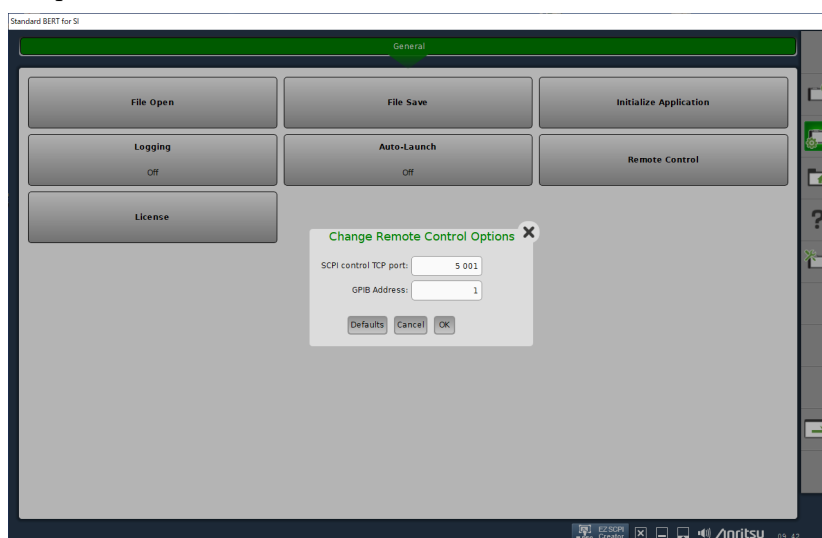 Standard BERT for SI
General
File Open
File Save
Initialize Application
Logging
Off
Auto-Launch
Off
Remote Control
License
Change Remote Control Options
SCPI control TCP port:
5 001
GPIB Address:
1
Defaults
Cancel
OK
?
EZ SCPI
Creator
Anritsu
09 42